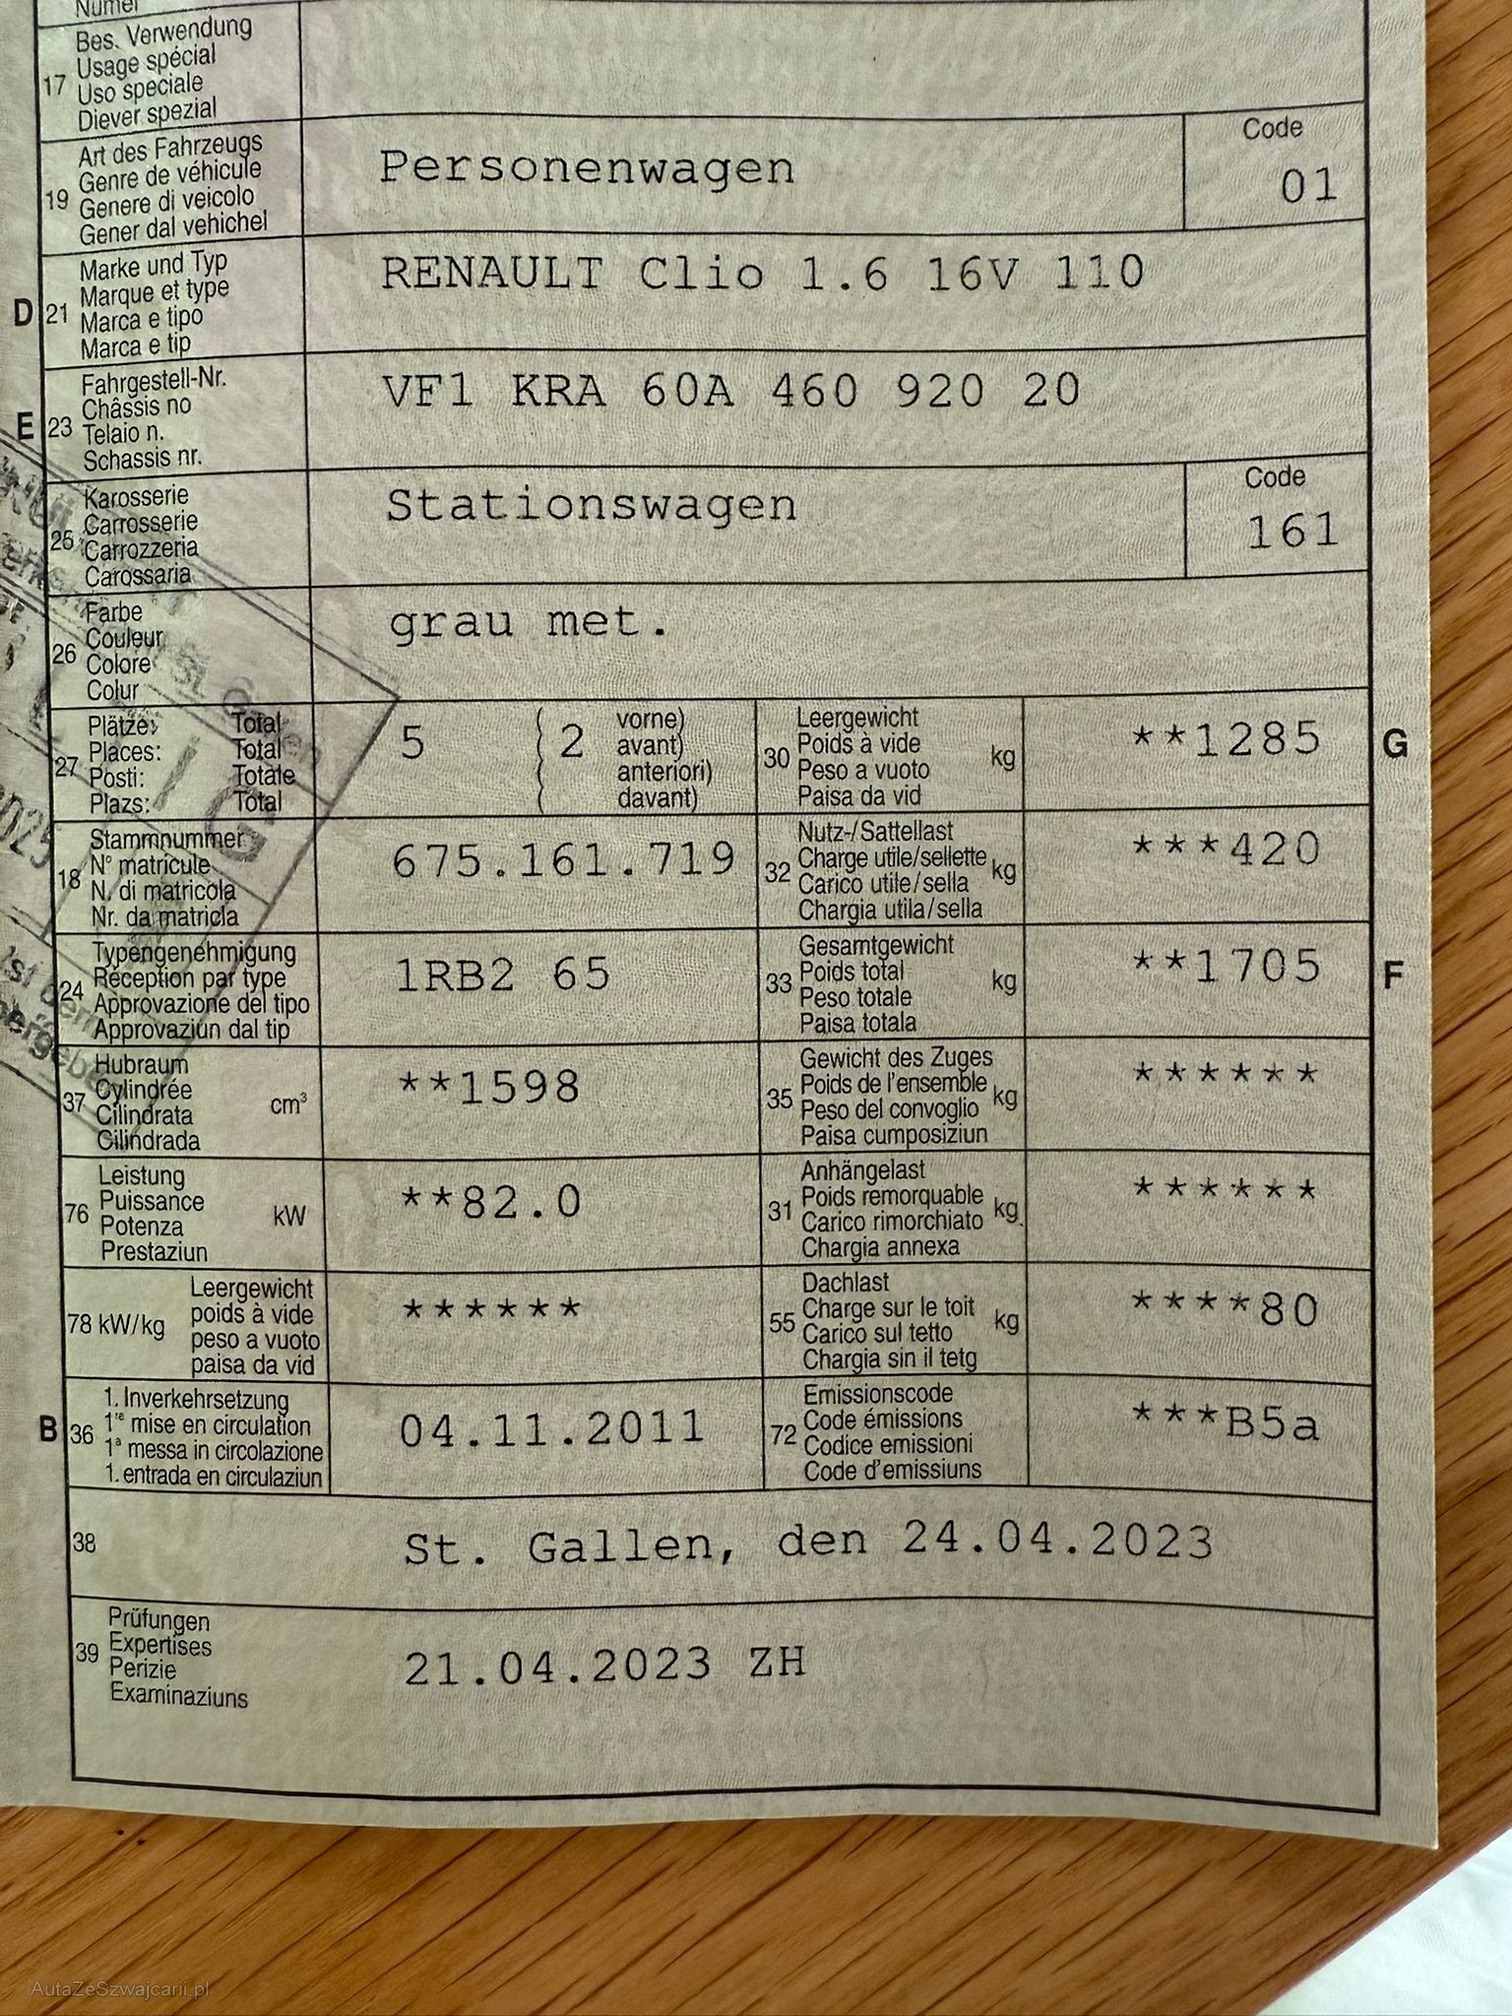 Numer
17 Bes. Verwendung
Usage spécial
Uso speciale
Diever spezial
19 Art des Fahrzeugs
Genre de véhicule
Genere di veicolo
Gener dal vehichel
Personenwagen
Code
01
D 21 Marke und Typ
Marque et type
Marca e tipo
Marca e tip
RENAULT Clio 1.6 16V 110
E 23 Fahrgestell-Nr.
Châssis no
Telaio n.
Schassis nr.
VF1 KRA 60A 460 920 20
25 Karosserie
Carrosserie
Carrozzeria
Carossaria
Stationswagen
Code
161
26 Farbe
Couleur
Colore
Colur
grau met.
27 Plätze: Total
Places: Total
Posti: Totale
Plazs: Total
5 ( 2 vorne)
avant)
anteriori)
davant)
30 Leergewicht
Poids à vide kg
Peso a vuoto
Paisa da vid
**1285 G
18 Stammnummer
N° matricule
N. di matricola
Nr. da matricla
675.161.719
32 Nutz-/Sattellast
Charge utile/sellette kg
Carico utile/sella
Chargia utila/sella
***420
24 Typengenehmigung
Réception par type
Approvazione del tipo
Approvaziun dal tip
1RB2 65
33 Gesamtgewicht
Poids total kg
Peso totale
Paisa totala
**1705 F
37 Hubraum
Cylindrée cm³
Cilindrata
Cilindrada
**1598
35 Gewicht des Zuges
Poids de l'ensemble kg
Peso del convoglio
Paisa cumposiziun
******
76 Leistung
Puissance kW
Potenza
Prestaziun
**82.0
31 Anhängelast
Poids remorquable kg
Carico rimorchiato
Chargia annexa
******
78 kW/kg Leergewicht
poids à vide
peso a vuoto
paisa da vid
******
55 Dachlast
Charge sur le toit kg
Carico sul tetto
Chargia sin il tetg
****80
B 36 1. Inverkehrsetzung
1re mise en circulation
1a messa in circolazione
1. entrada en circulaziun
04.11.2011
72 Emissionscode
Code émissions
Codice emissioni
Code d'emissiuns
***B5a
38 St. Gallen, den 24.04.2023
39 Prüfungen
Expertises
Perizie
Examinaziuns
21.04.2023 ZH
AutaZeSzwajcarii.pl